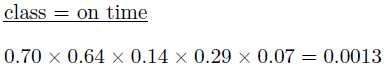 class = on time
0.70 × 0.64 × 0.14 × 0.29 × 0.07 = 0.0013